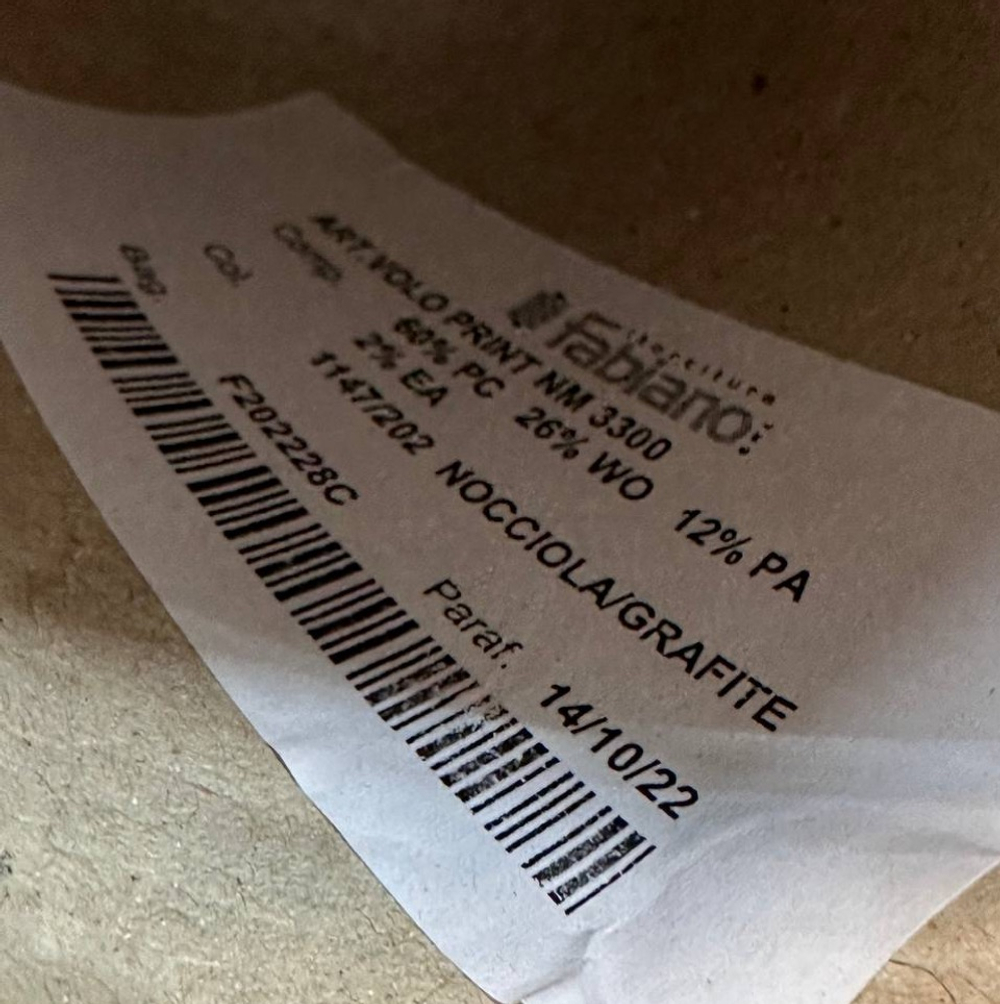 torcitura
Fabiano:
ART. VOLO PRINT NM 3300
Comp. 60% PC 26% WO 12% PA
2% EA
Col. 1147/202 NOCCIOLA/GRAFITE
Bag. F202228C Paraf. 14/10/22